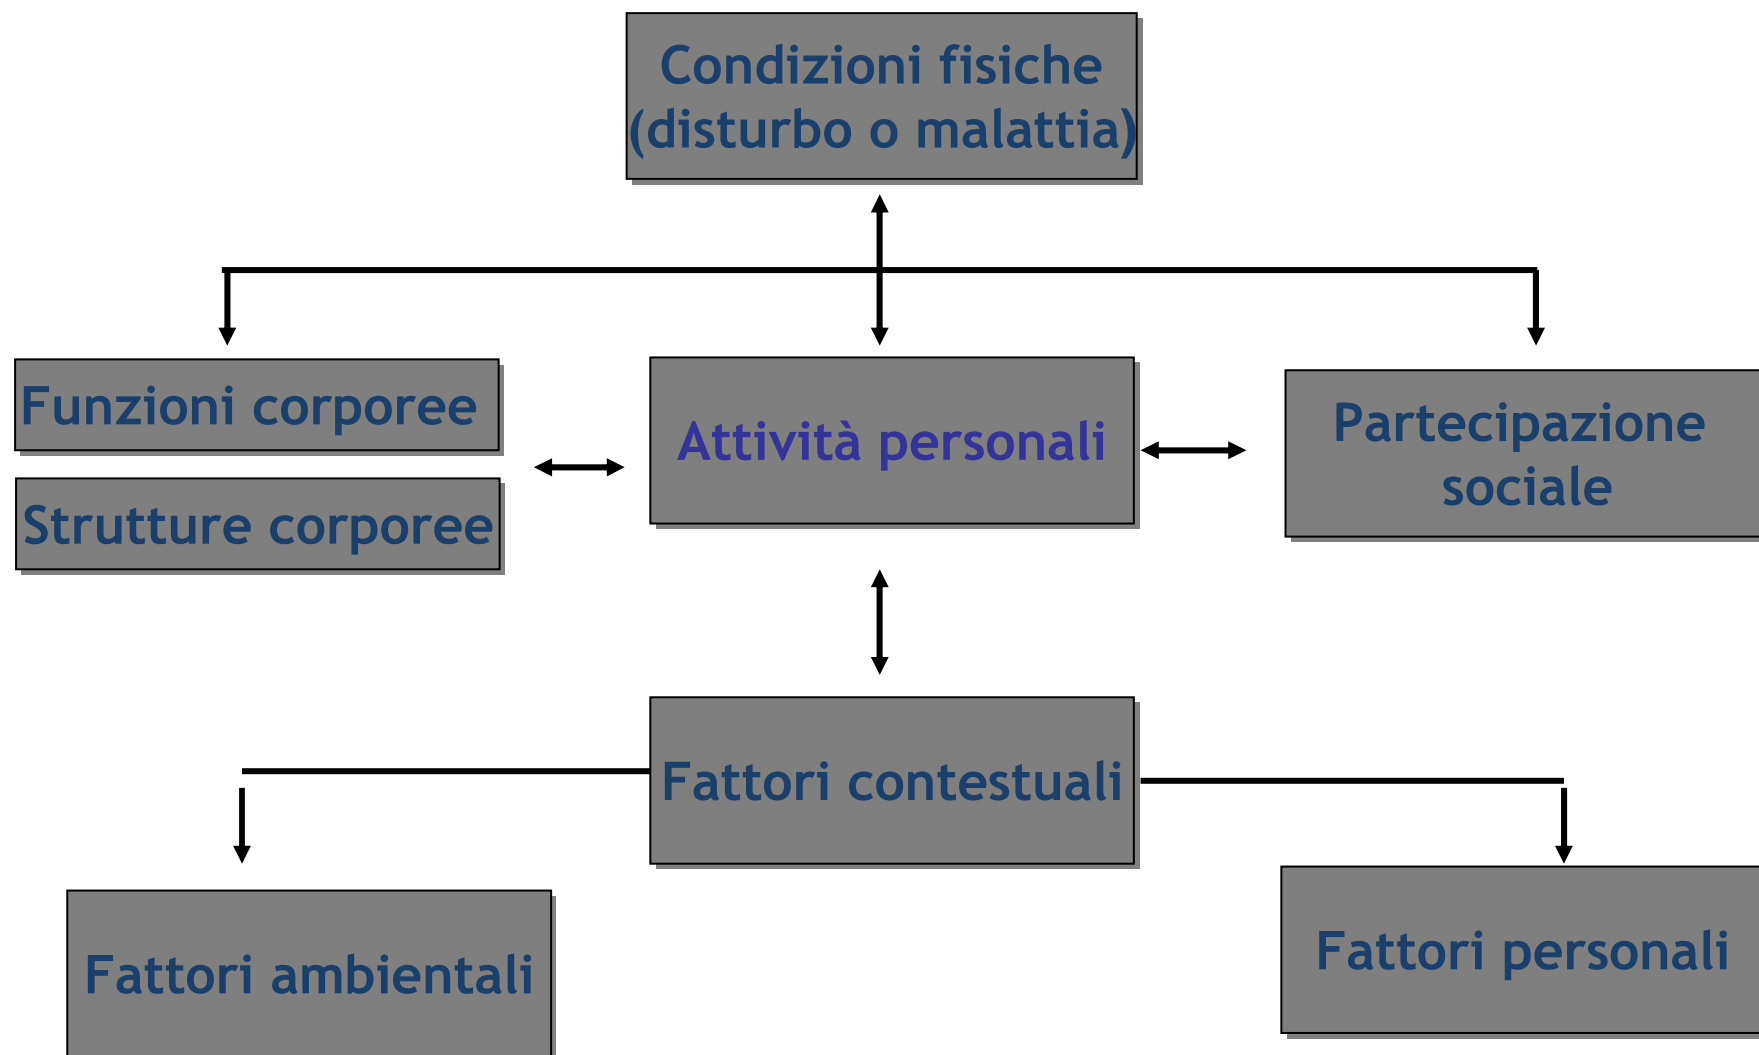 Condizioni fisiche
(disturbo o malattia)
Funzioni corporee
Strutture corporee
Attività personali
Partecipazione
sociale
Fattori contestuali
Fattori ambientali
Fattori personali